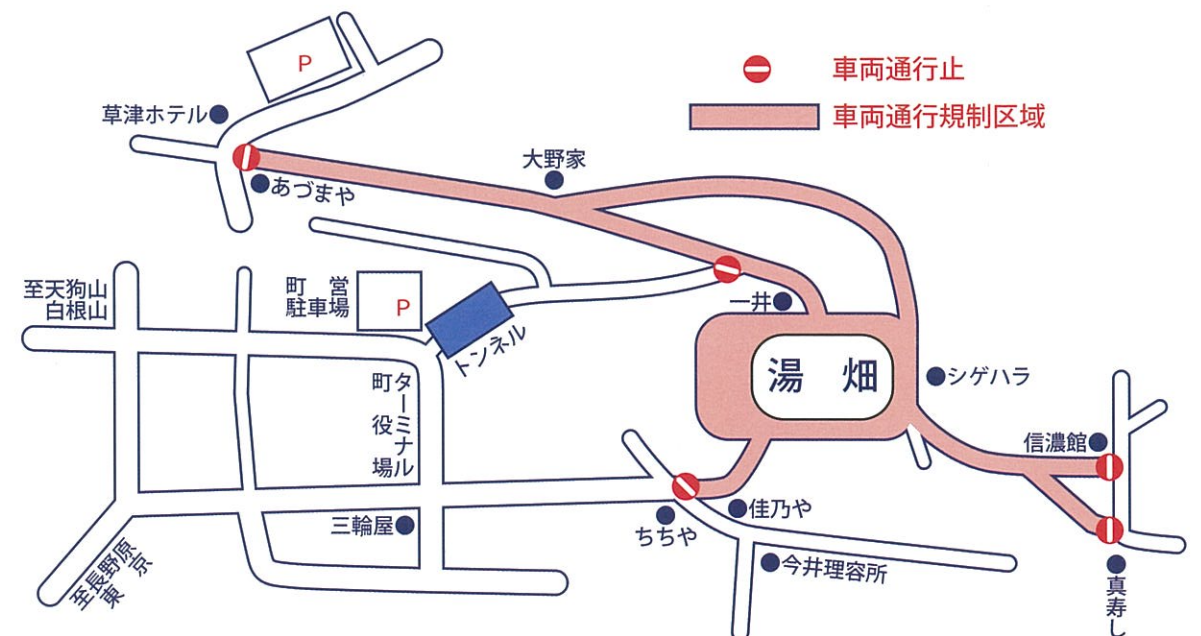 P
車両通行止
車両通行規制区域
草津ホテル
大野家
あづまや
至天狗山
白根山
町営
駐車場
P
トンネル
一井
湯畑
シゲハラ
ターミナル
町役場
信濃館
三輪屋
ちちや
佳乃や
今井理容所
至長野原
東京
真寿し